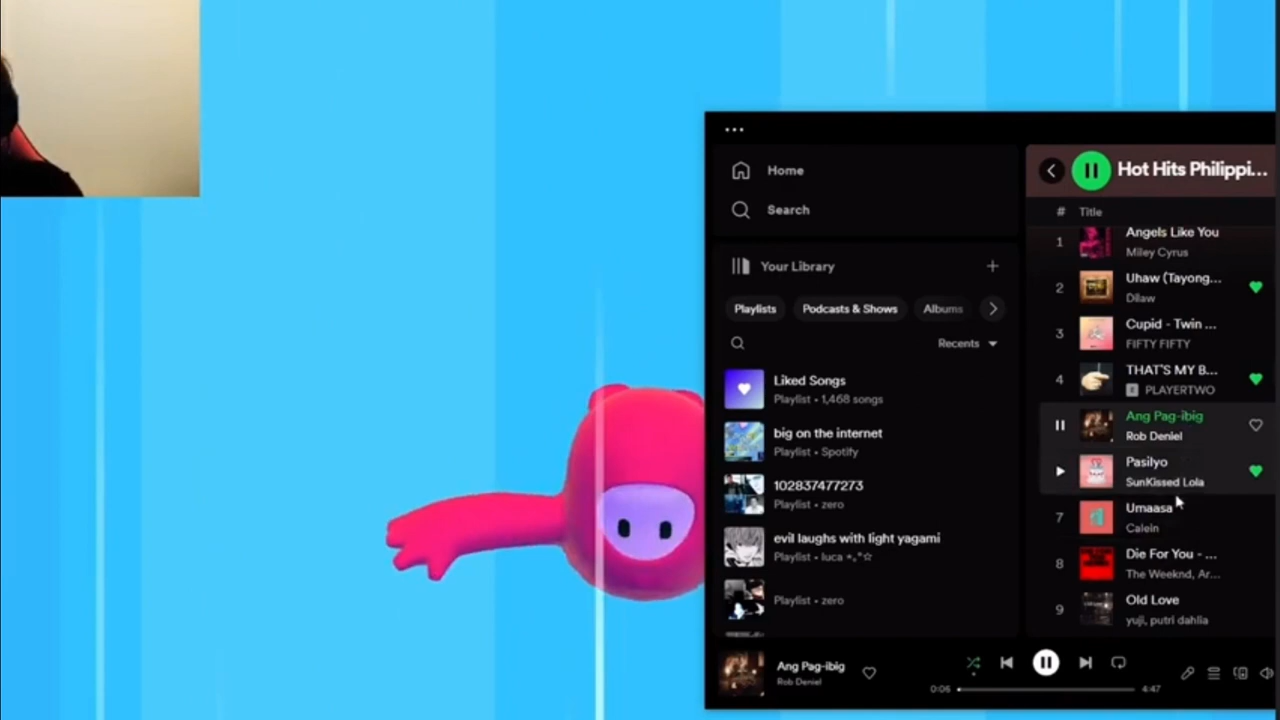 Home
Search
Your Library
Playlists
Podcasts & Shows
Albums
Recents
Liked Songs
Playlist • 1,468 songs
big on the internet
Playlist • Spotify
102837477273
Playlist • zero
evil laughs with light yagami
Playlist • luca ⋆｡°☆
Playlist • zero
Hot Hits Philippi...
# Title
1 Angels Like You
Miley Cyrus
2 Uhaw (Tayong...
Dilaw
3 Cupid - Twin ...
FIFTY FIFTY
4 THAT'S MY B...
E PLAYERTWO
Ang Pag-ibig
Rob Deniel
Pasilyo
SunKissed Lola
7 Umaasa
Calein
8 Die For You - ...
The Weeknd, Ar...
9 Old Love
yuji, putri dahlia
Ang Pag-ibig
Rob Deniel
0:06
4:47